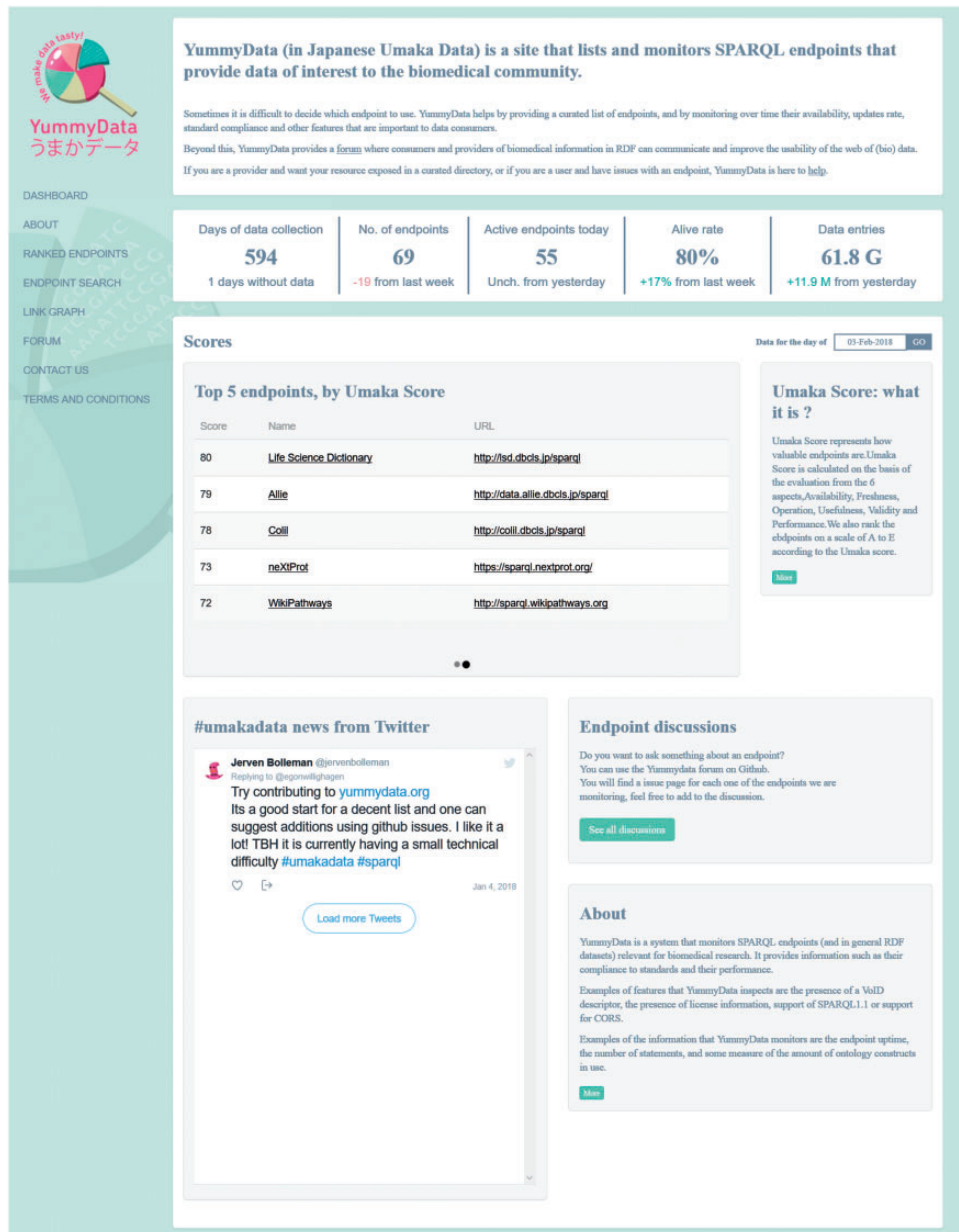 We make data tasty!
YummyData
うまかデータ
DASHBOARD
ABOUT
RANKED ENDPOINTS
ENDPOINT SEARCH
LINK GRAPH
FORUM
CONTACT US
TERMS AND CONDITIONS
YummyData (in Japanese Umaka Data) is a site that lists and monitors SPARQL endpoints that
provide data of interest to the biomedical community.
Sometimes it is difficult to decide which endpoint to use. YummyData helps by providing a curated list of endpoints, and by monitoring over time their availability, updates rate,
standard compliance and other features that are important to data consumers.
Beyond this, YummyData provides a forum where consumers and providers of biomedical information in RDF can communicate and improve the usability of the web of (bio) data.
If you are a provider and want your resource exposed in a curated directory, or if you are a user and have issues with an endpoint, YummyData is here to help.
Days of data collection
594
1 days without data
No. of endpoints
69
-19 from last week
Active endpoints today
55
Unch. from yesterday
Alive rate
80%
+17% from last week
Data entries
61.8 G
+11.9 M from yesterday
Scores
Data for the day of 03-Feb-2018 GO
Top 5 endpoints, by Umaka Score
Score Name URL
80 Life Science Dictionary http://lsd.dbcls.jp/sparql
79 Allie http://data.allie.dbcls.jp/sparql
78 Colil http://colil.dbcls.jp/sparql
73 neXtProt https://sparql.nextprot.org/
72 WikiPathways http://sparql.wikipathways.org
Umaka Score: what
it is ?
Umaka Score represents how
valuable endpoints are.Umaka
Score is calculated on the basis of
the evaluation from the 6
aspects,Availability, Freshness,
Operation, Usefulness, Validity and
Performance.We also rank the
ebdpoints on a scale of A to E
according to the Umaka score.
More
#umakadata news from Twitter
Jerven Bolleman @jervenbolleman
Replying to @egonwillighagen
Try contributing to yummydata.org
Its a good start for a decent list and one can
suggest additions using github issues. I like it a
lot! TBH it is currently having a small technical
difficulty #umakadata #sparql
Jan 4, 2018
Load more Tweets
Endpoint discussions
Do you want to ask something about an endpoint?
You can use the Yummydata forum on Github.
You will find a issue page for each one of the endpoints we are
monitoring, feel free to add to the discussion.
See all discussions
About
YummyData is a system that monitors SPARQL endpoints (and in general RDF
datasets) relevant for biomedical research. It provides information such as their
compliance to standards and their performance.
Examples of features that YummyData inspects are the presence of a VoID
descriptor, the presence of license information, support of SPARQL1.1 or support
for CORS.
Examples of the information that YummyData monitors are the endpoint uptime,
the number of statements, and some measure of the amount of ontology constructs
in use.
More